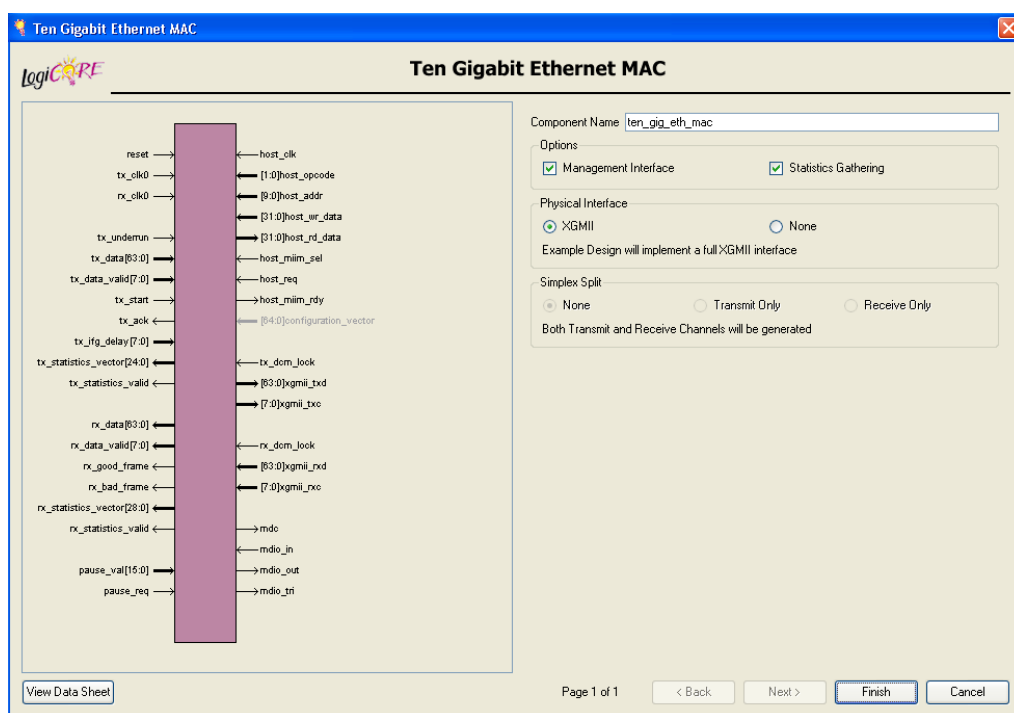 Ten Gigabit Ethernet MAC
LogiCORE
Ten Gigabit Ethernet MAC
reset
tx_clk0
rx_clk0
tx_underrun
tx_data[63:0]
tx_data_valid[7:0]
tx_start
tx_ack
tx_ifg_delay[7:0]
tx_statistics_vector[24:0]
tx_statistics_valid
rx_data[63:0]
rx_data_valid[7:0]
rx_good_frame
rx_bad_frame
rx_statistics_vector[28:0]
rx_statistics_valid
pause_val[15:0]
pause_req
host_clk
[1:0]host_opcode
[9:0]host_addr
[31:0]host_wr_data
[31:0]host_rd_data
host_miim_sel
host_req
host_miim_rdy
[64:0]configuration_vector
tx_dcm_lock
[63:0]xgmii_txd
[7:0]xgmii_txc
rx_dcm_lock
[63:0]xgmii_rxd
[7:0]xgmii_rxc
mdc
mdio_in
mdio_out
mdio_tri
Component Name ten_gig_eth_mac
Options
Management Interface Statistics Gathering
Physical Interface
XGMII None
Example Design will implement a full XGMII interface
Simplex Split
None Transmit Only Receive Only
Both Transmit and Receive Channels will be generated
View Data Sheet Page 1 of 1 < Back Next > Finish Cancel